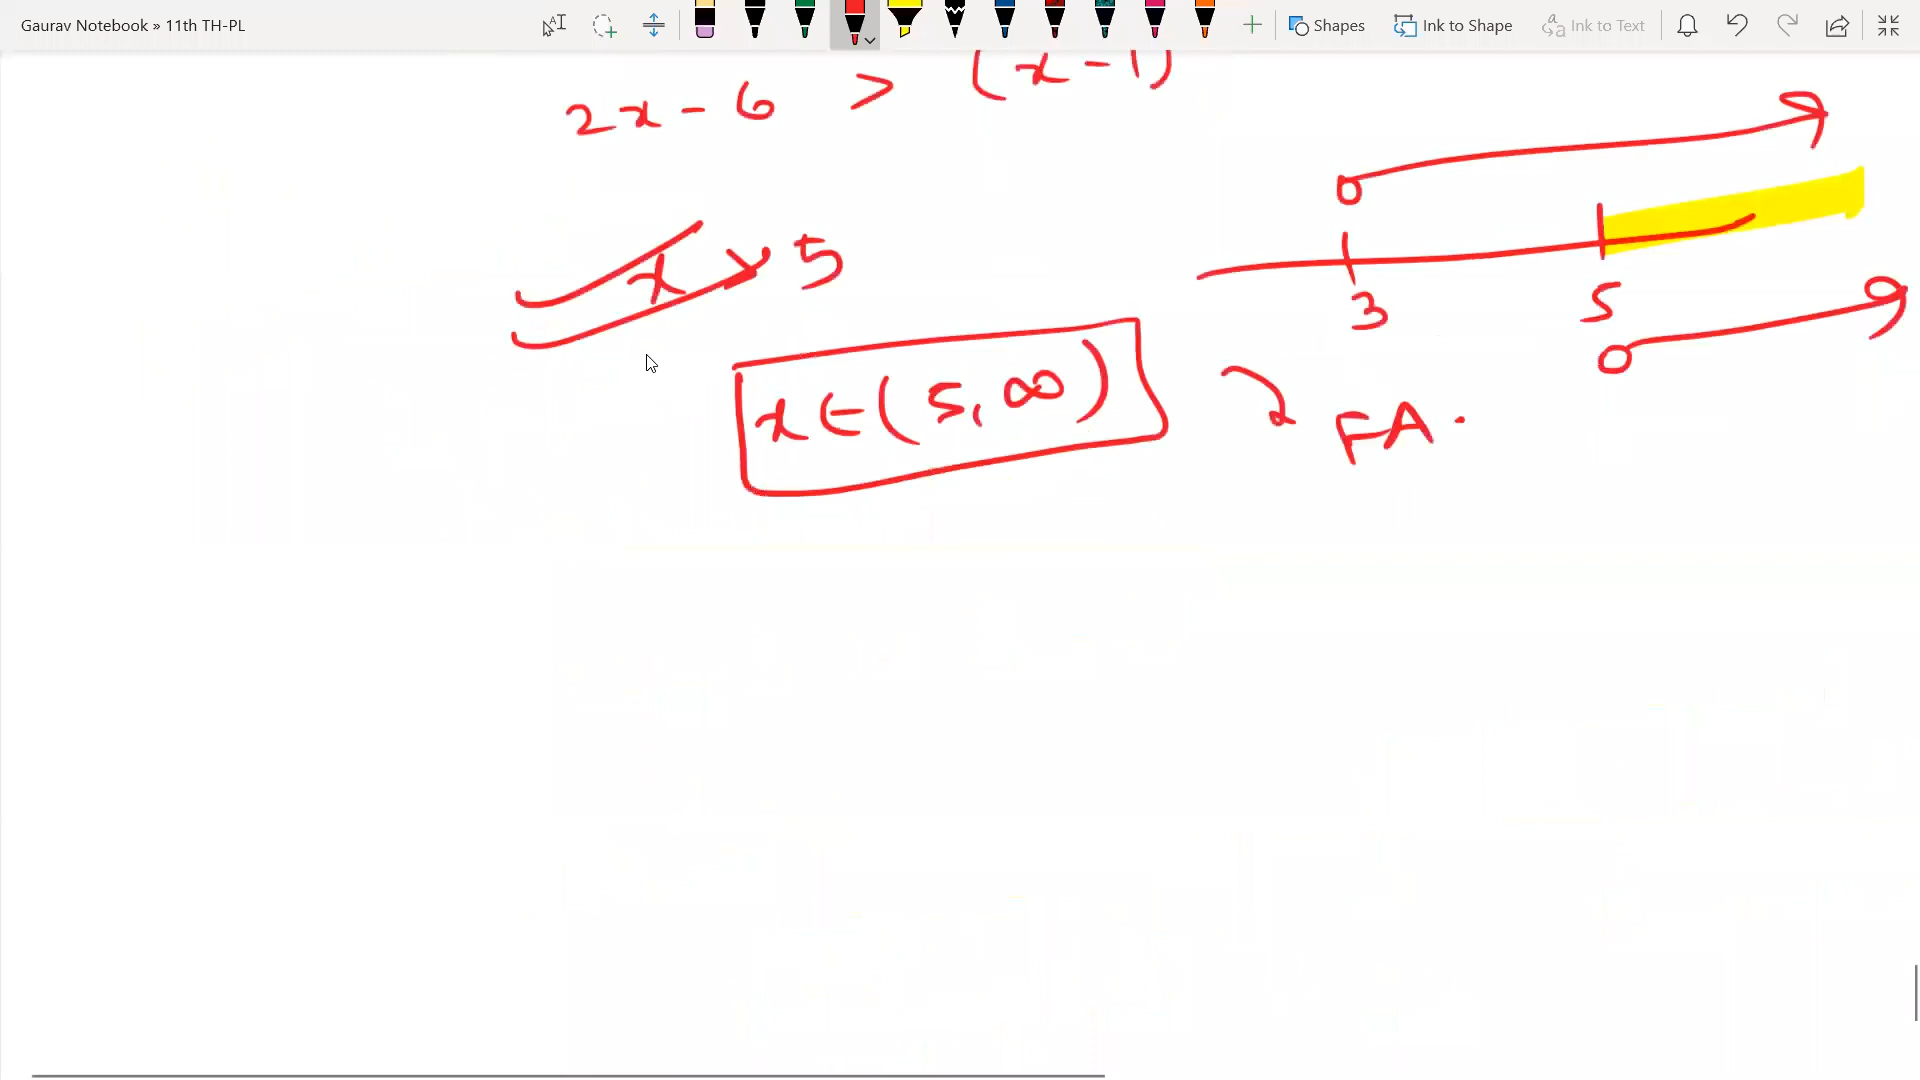 Gaurav Notebook » 11th TH-PL
Shapes
Ink to Shape
Ink to Text
2x - 6 > (x - 1)
x > 5
3
5
x ∈ (5, ∞)
FA.